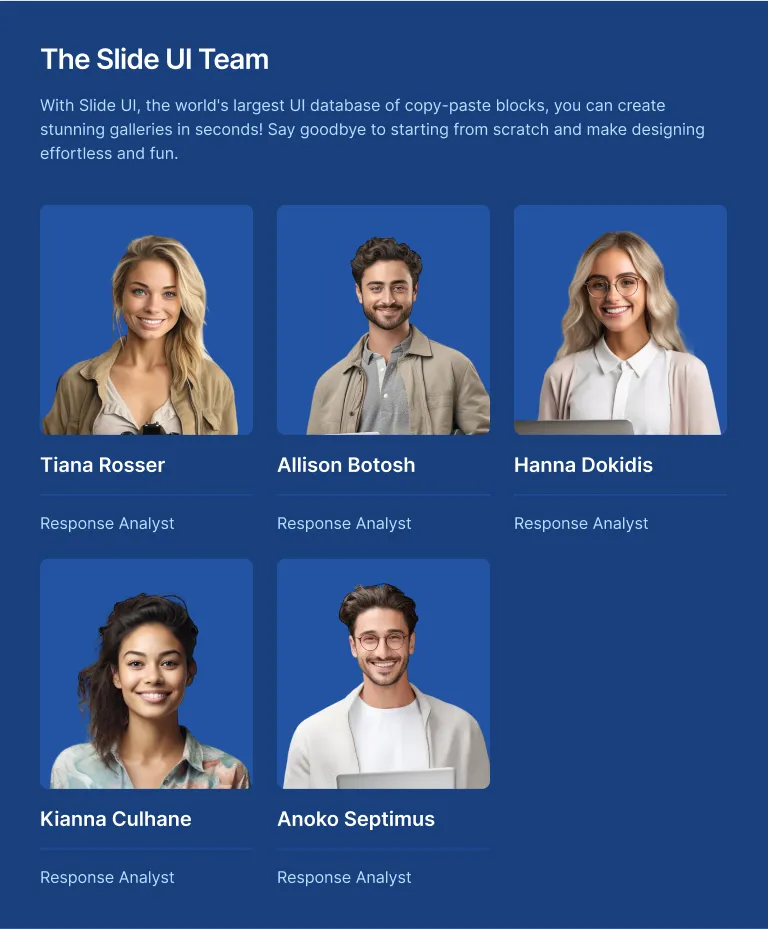 The Slide UI Team
With Slide UI, the world's largest UI database of copy-paste blocks, you can create
stunning galleries in seconds! Say goodbye to starting from scratch and make designing
effortless and fun.
Tiana Rosser
Response Analyst
Allison Botosh
Response Analyst
Hanna Dokidis
Response Analyst
Kianna Culhane
Response Analyst
Anoko Septimus
Response Analyst